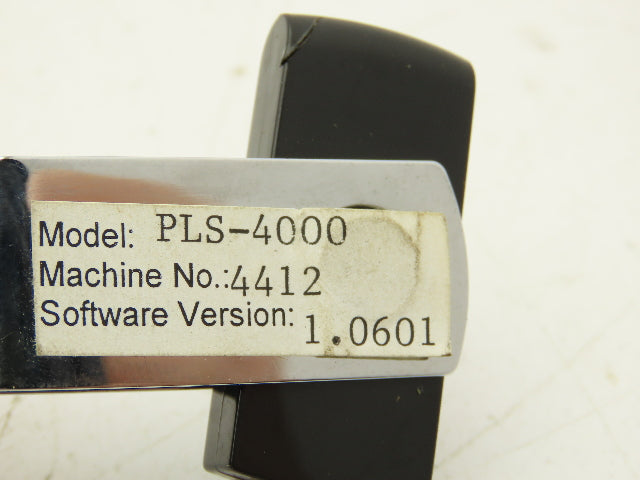 Model: PLS-4000
Machine No.:4412
Software Version: 1.0601